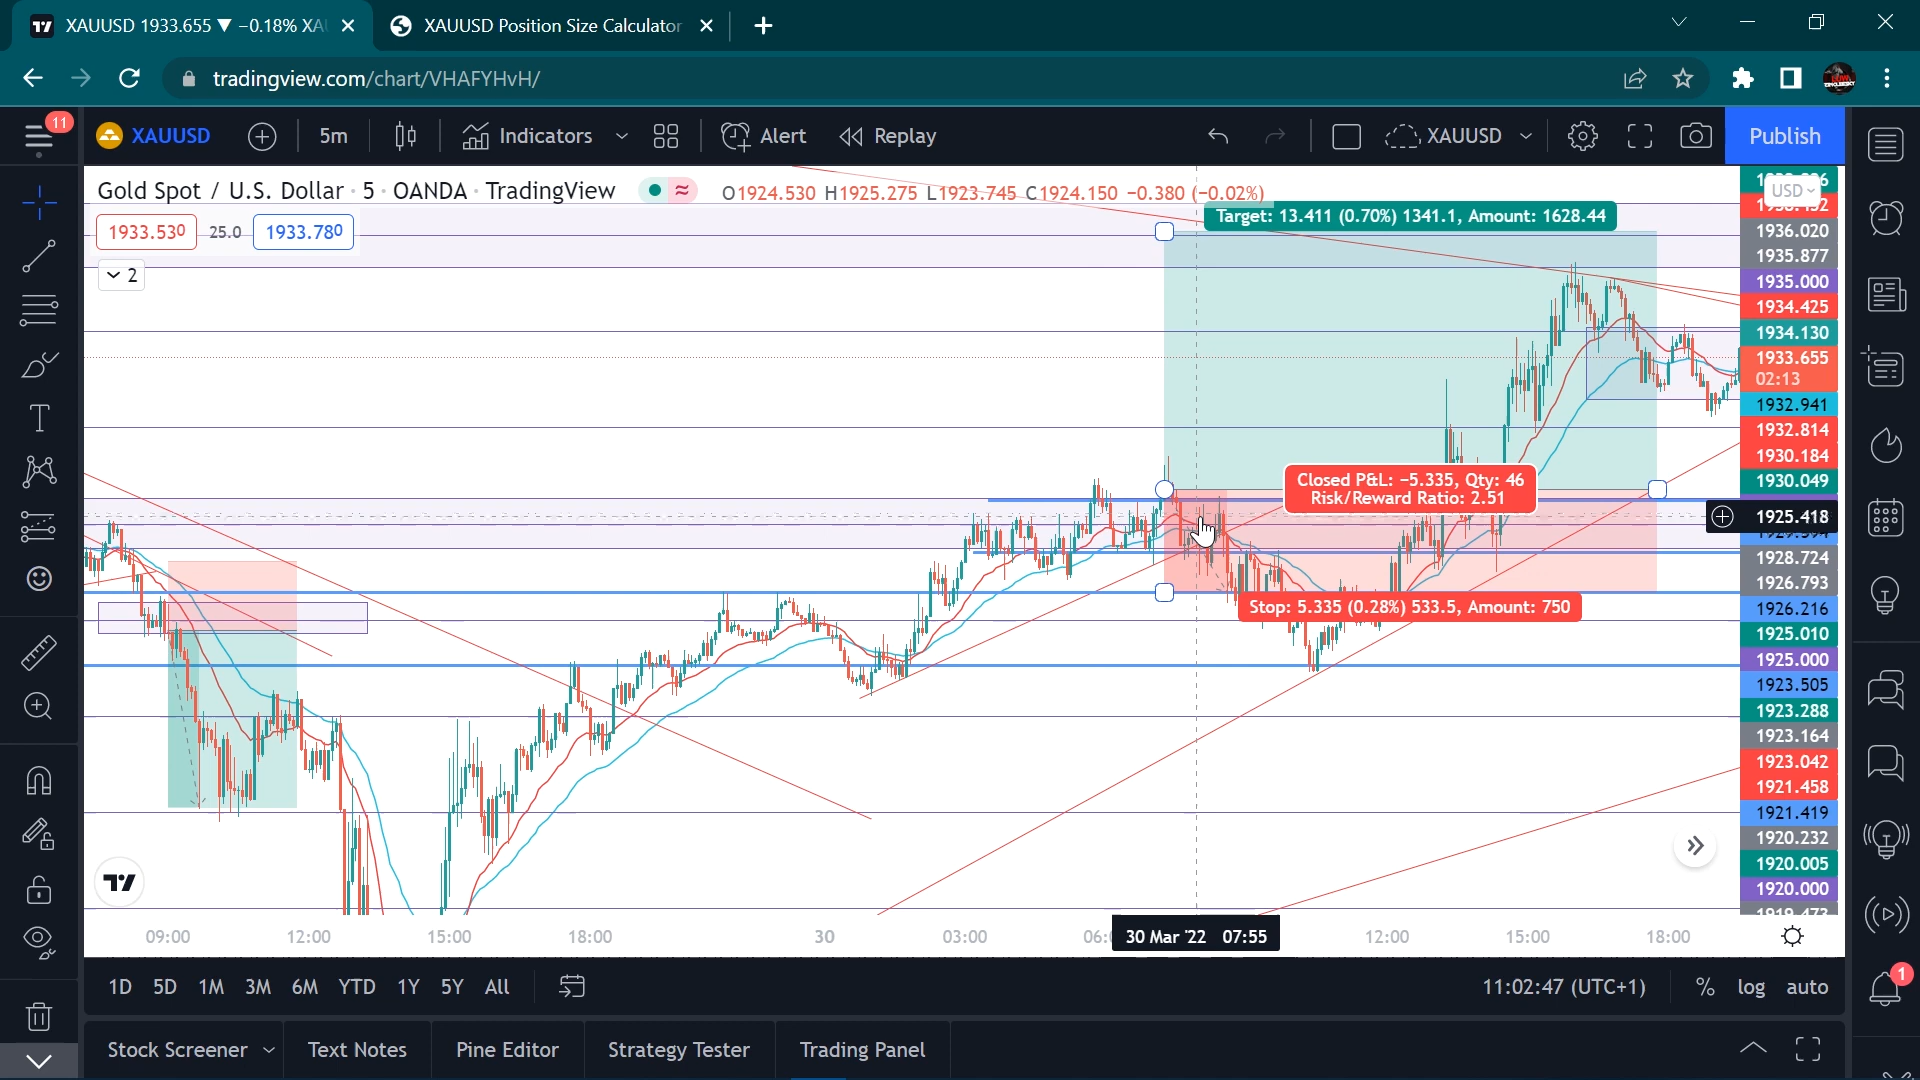 XAUUSD 1933.655 ▼ −0.18% XAU
XAUUSD Position Size Calculator
tradingview.com/chart/VHAFYHvH/
11
XAUUSD
5m
Indicators
Alert
Replay
XAUUSD
Publish
Gold Spot / U.S. Dollar · 5 · OANDA · TradingView
O1924.530 H1925.275 L1923.745 C1924.150 −0.380 (−0.02%)
USD
1933.530
25.0
1933.780
2
Target: 13.411 (0.70%) 1341.1, Amount: 1628.44
Closed P&L: −5.335, Qty: 46
Risk/Reward Ratio: 2.51
Stop: 5.335 (0.28%) 533.5, Amount: 750
1936.020
1935.877
1935.000
1934.425
1934.130
1933.655
02:13
1932.941
1932.814
1930.184
1930.049
1925.418
1928.724
1926.793
1926.216
1925.010
1925.000
1923.505
1923.288
1923.164
1923.042
1921.458
1921.419
1920.232
1920.005
1920.000
1919.473
09:00
12:00
15:00
18:00
30
03:00
30 Mar '22 07:55
12:00
15:00
18:00
1D
5D
1M
3M
6M
YTD
1Y
5Y
All
11:02:47 (UTC+1)
%
log
auto
1
Stock Screener
Text Notes
Pine Editor
Strategy Tester
Trading Panel